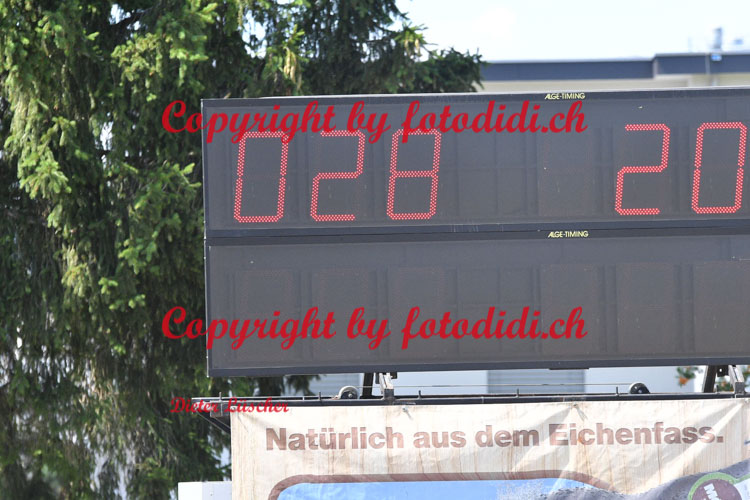 ALGE-TIMING
Copyright by fotodidi.ch
028 20
ALGE-TIMING
Copyright by fotodidi.ch
Dieter Lüscher
Natürlich aus dem Eichenfass.